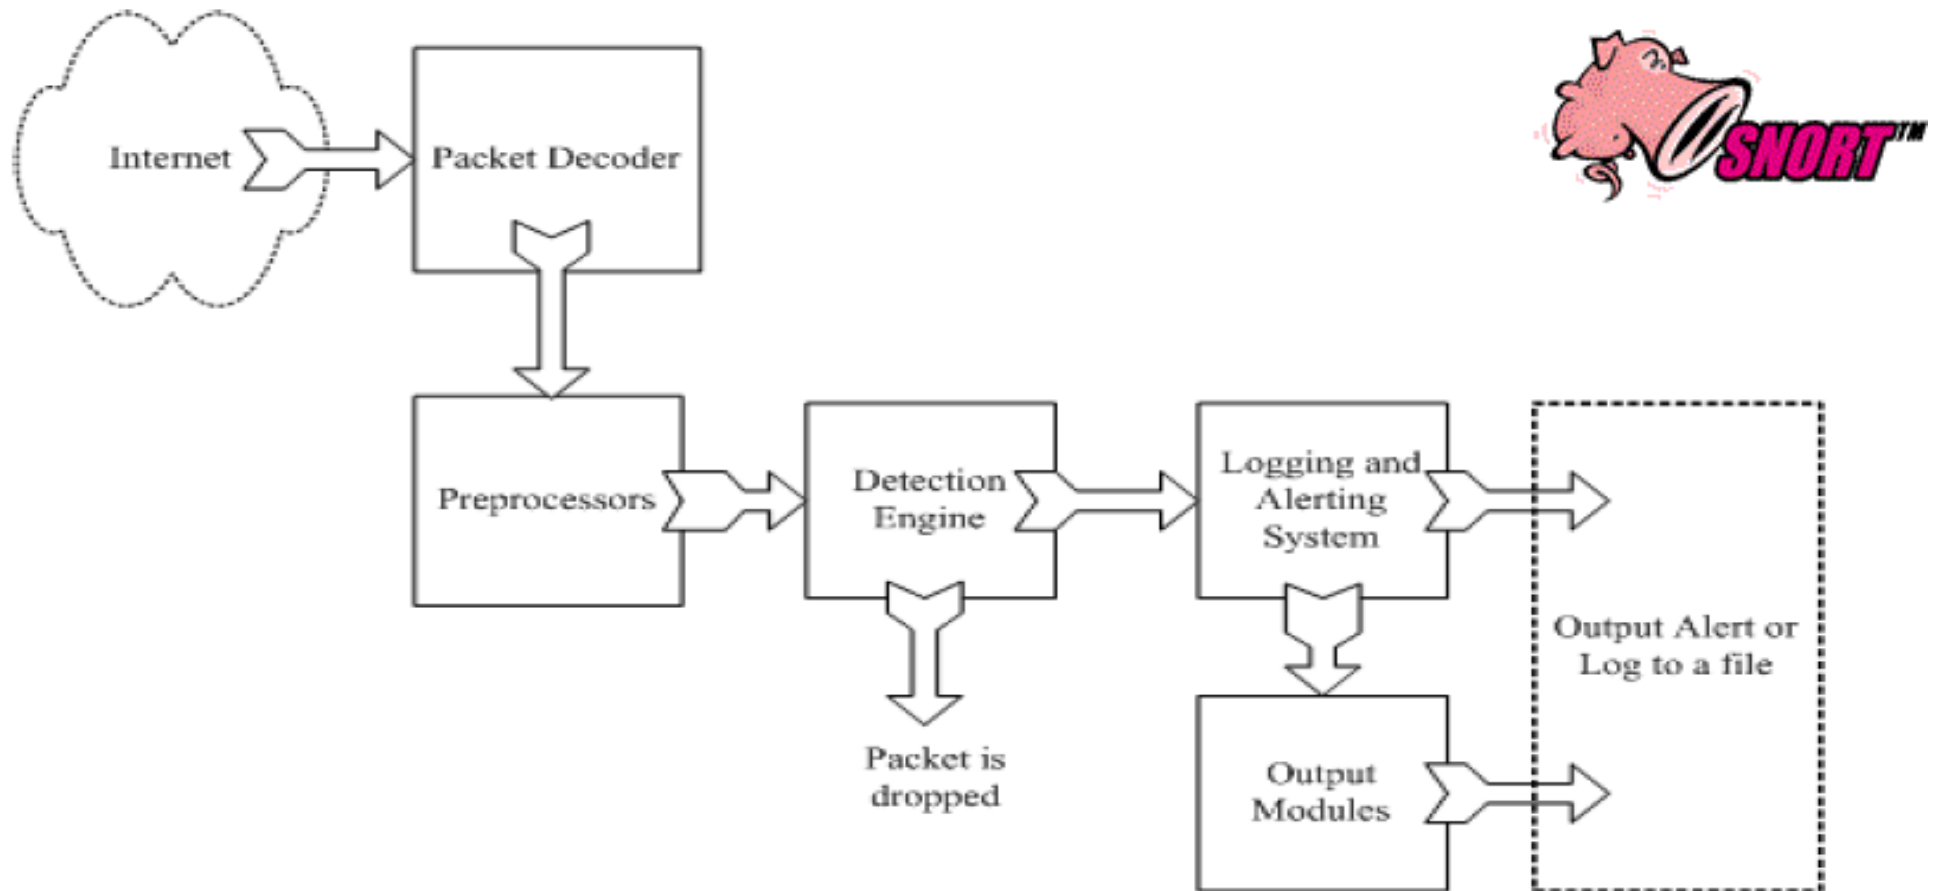 Internet
Packet Decoder
SNORT™
Preprocessors
Detection
Engine
Logging and
Alerting
System
Output Alert or
Log to a file
Packet is
dropped
Output
Modules